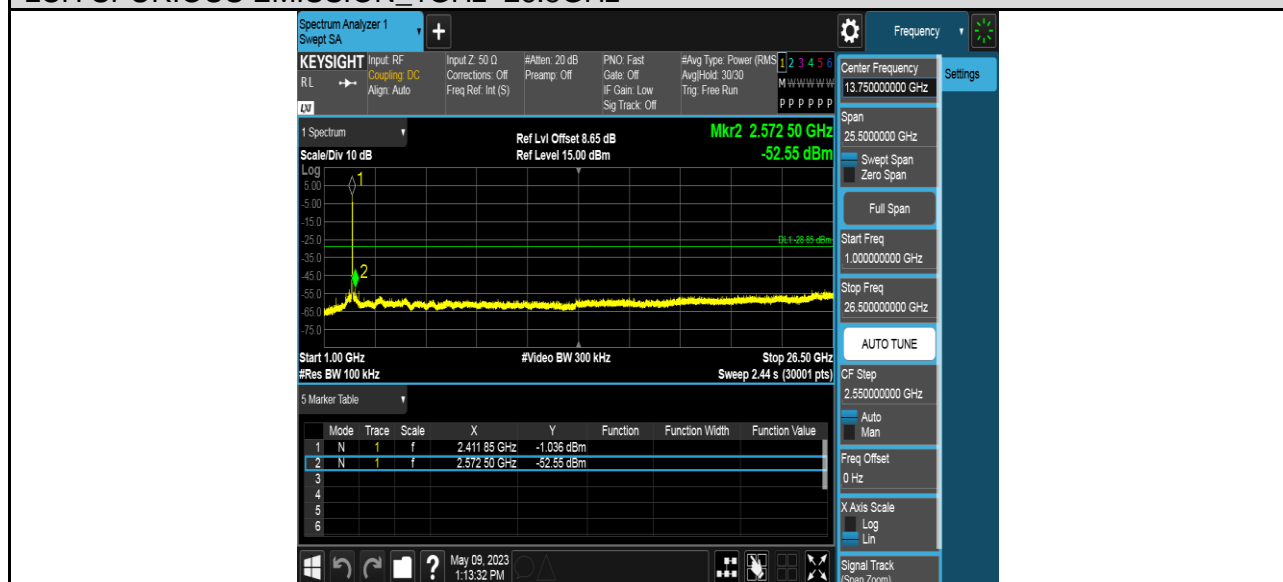 Spectrum Analyzer 1
Swept SA
Frequency
KEYSIGHT
RL
LXI
Input: RF
Coupling: DC
Align: Auto
Input Z: 50 Ω
Corrections: Off
Freq Ref: Int (S)
#Atten: 20 dB
Preamp: Off
PNO: Fast
Gate: Off
IF Gain: Low
Sig Track: Off
#Avg Type: Power (RMS
Avg|Hold: 30/30
Trig: Free Run
1 2 3 4 5 6
M W W W W W
P P P P P P
1 Spectrum
Scale/Div 10 dB
Ref Lvl Offset 8.65 dB
Ref Level 15.00 dBm
Mkr2 2.572 50 GHz
-52.55 dBm
Log
5.00
-5.00
-15.0
-25.0
-35.0
-45.0
-55.0
-65.0
-75.0
1
2
DL1 -28.85 dBm
Start 1.00 GHz
#Res BW 100 kHz
#Video BW 300 kHz
Stop 26.50 GHz
Sweep 2.44 s (30001 pts)
5 Marker Table
Mode Trace Scale X Y Function Function Width Function Value
1 N 1 f 2.411 85 GHz -1.036 dBm
2 N 1 f 2.572 50 GHz -52.55 dBm
3
4
5
6
?
May 09, 2023
1:13:32 PM
Center Frequency
13.750000000 GHz
Settings
Span
25.5000000 GHz
Swept Span
Zero Span
Full Span
Start Freq
1.000000000 GHz
Stop Freq
26.500000000 GHz
AUTO TUNE
CF Step
2.550000000 GHz
Auto
Man
Freq Offset
0 Hz
X Axis Scale
Log
Lin
Signal Track
(Span Zoom)